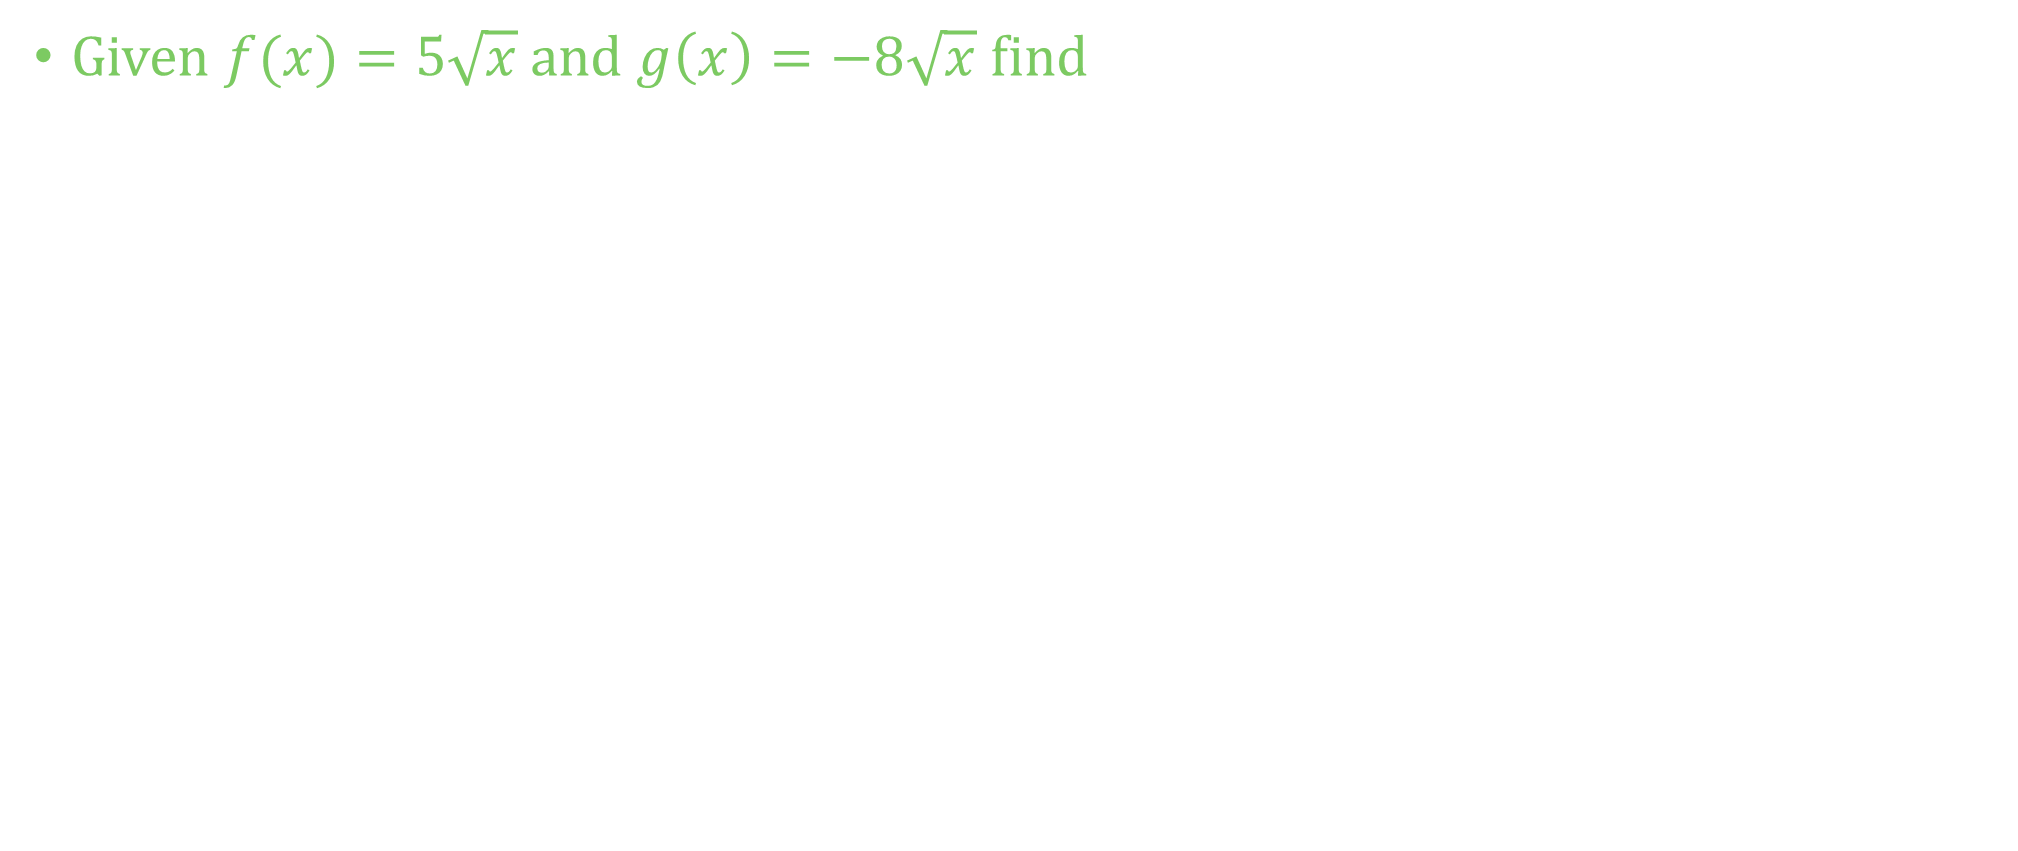 • Given f(x) = 5√x and g(x) = −8√x find